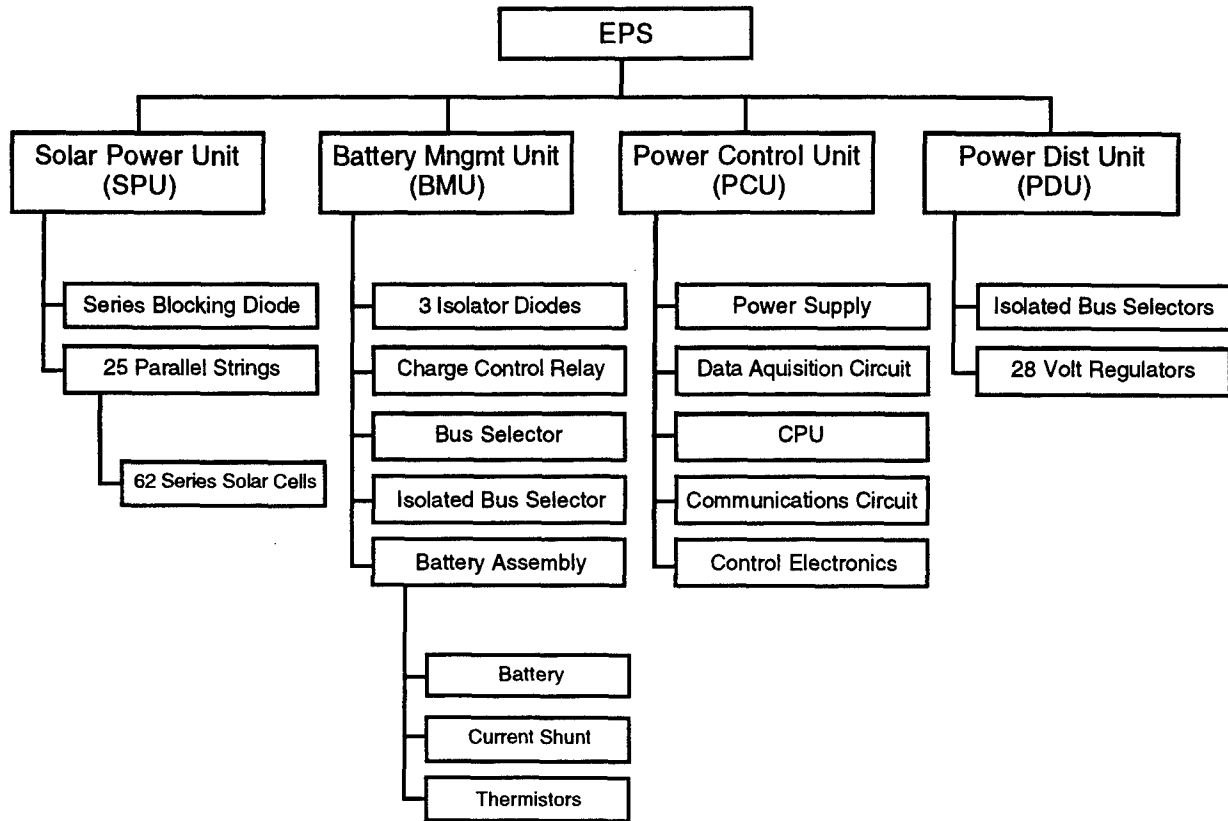 EPS
Solar Power Unit
(SPU)
Battery Mngmt Unit
(BMU)
Power Control Unit
(PCU)
Power Dist Unit
(PDU)
Series Blocking Diode
25 Parallel Strings
62 Series Solar Cells
3 Isolator Diodes
Charge Control Relay
Bus Selector
Isolated Bus Selector
Battery Assembly
Battery
Current Shunt
Thermistors
Power Supply
Data Aquisition Circuit
CPU
Communications Circuit
Control Electronics
Isolated Bus Selectors
28 Volt Regulators